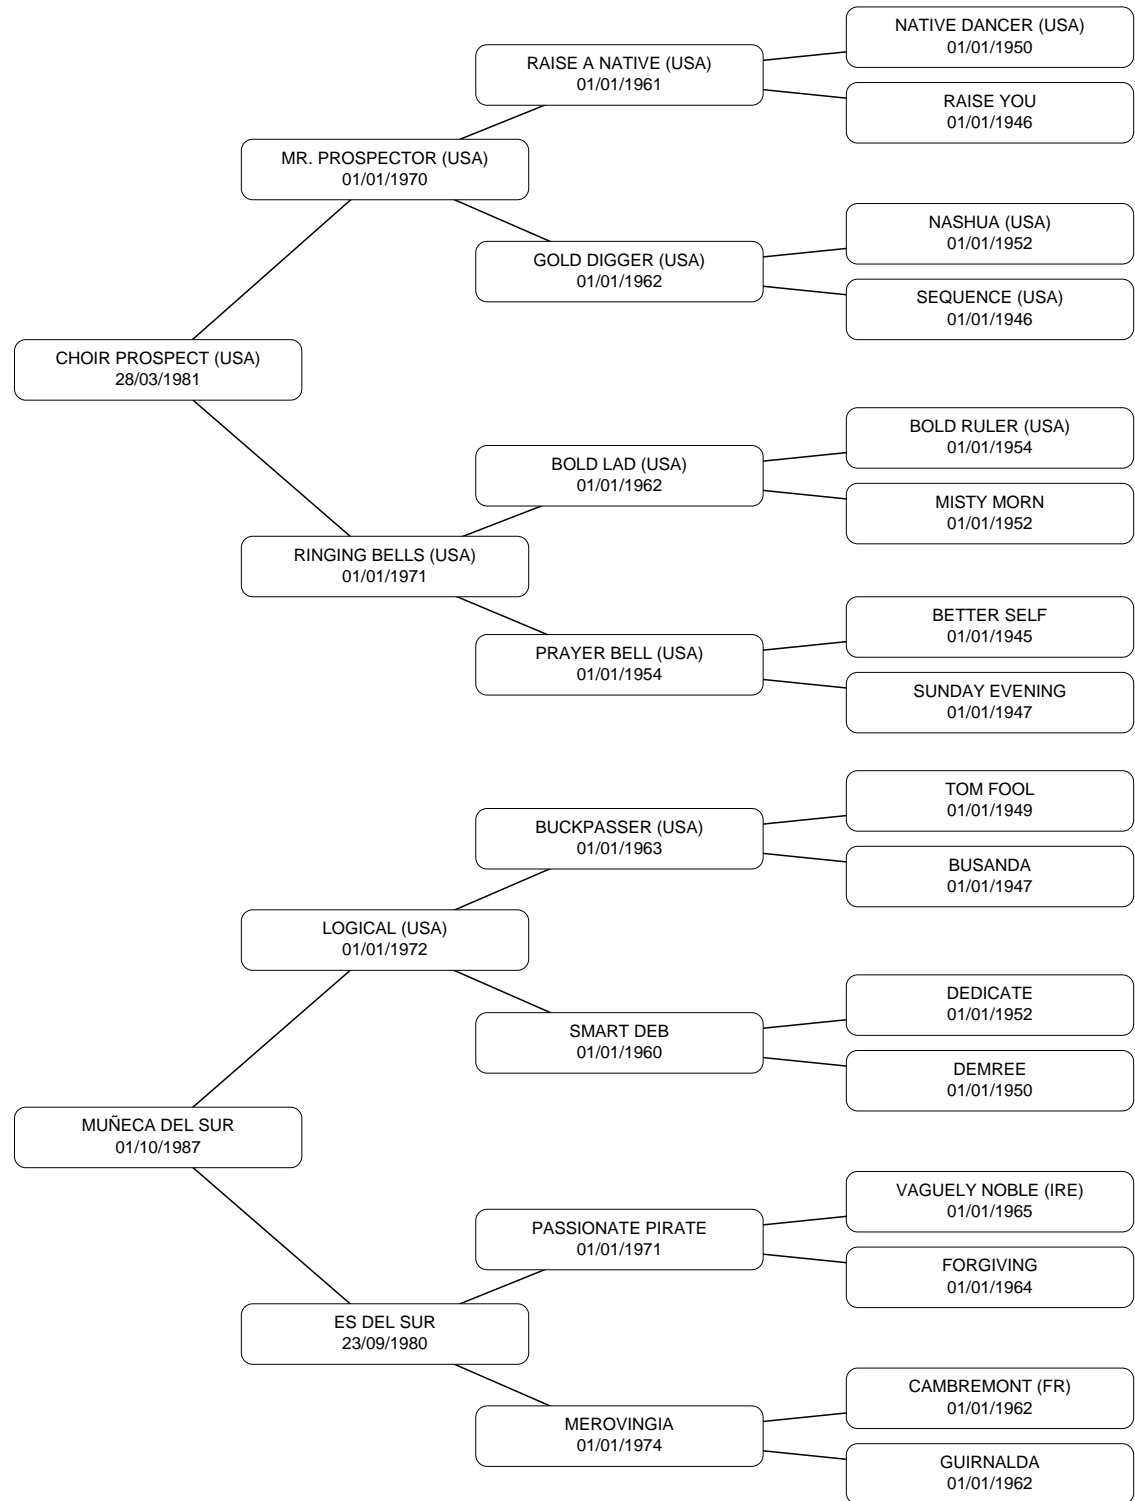 NATIVE DANCER (USA)
01/01/1950
RAISE A NATIVE (USA)
01/01/1961
RAISE YOU
01/01/1946
MR. PROSPECTOR (USA)
01/01/1970
NASHUA (USA)
01/01/1952
GOLD DIGGER (USA)
01/01/1962
SEQUENCE (USA)
01/01/1946
CHOIR PROSPECT (USA)
28/03/1981
BOLD RULER (USA)
01/01/1954
BOLD LAD (USA)
01/01/1962
MISTY MORN
01/01/1952
RINGING BELLS (USA)
01/01/1971
BETTER SELF
01/01/1945
PRAYER BELL (USA)
01/01/1954
SUNDAY EVENING
01/01/1947
TOM FOOL
01/01/1949
BUCKPASSER (USA)
01/01/1963
BUSANDA
01/01/1947
LOGICAL (USA)
01/01/1972
DEDICATE
01/01/1952
SMART DEB
01/01/1960
DEMREE
01/01/1950
MUÑECA DEL SUR
01/10/1987
VAGUELY NOBLE (IRE)
01/01/1965
PASSIONATE PIRATE
01/01/1971
FORGIVING
01/01/1964
ES DEL SUR
23/09/1980
CAMBREMONT (FR)
01/01/1962
MEROVINGIA
01/01/1974
GUIRNALDA
01/01/1962